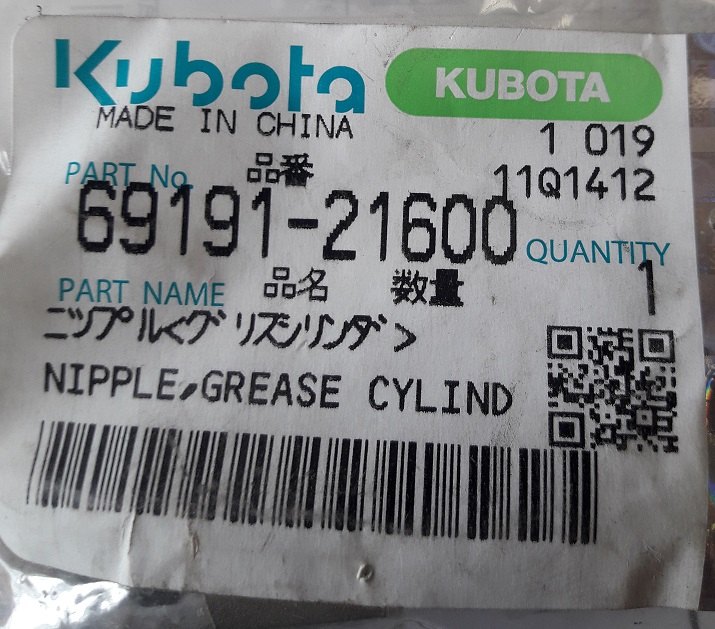 Kubota KUBOTA
MADE IN CHINA
1 019
PART No. 品番 11Q1412
69191-21600
QUANTITY
PART NAME 品名 数量 1
ニップル<グリズシリンダ>
NIPPLE,GREASE CYLIND